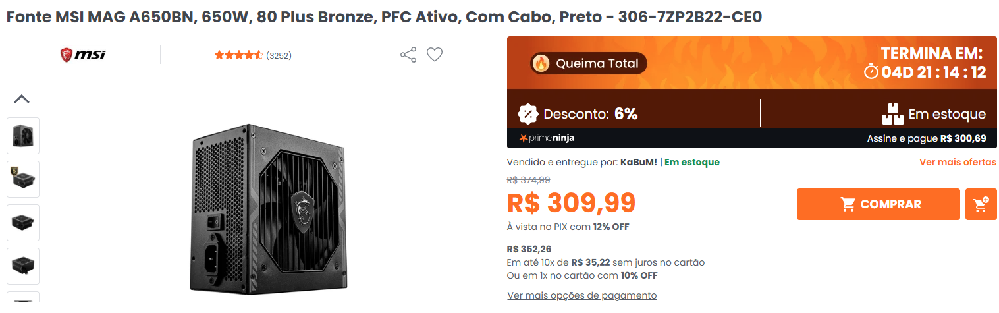 Fonte MSI MAG A650BN, 650W, 80 Plus Bronze, PFC Ativo, Com Cabo, Preto - 306-7ZP2B22-CE0
msi
(3252)
Queima Total
TERMINA EM:
04D 21 : 14 : 12
Desconto: 6%
Em estoque
primeninja
Assine e pague R$ 300,69
Vendido e entregue por: KaBuM! | Em estoque
Ver mais ofertas
R$ 374,99
R$ 309,99
COMPRAR
À vista no PIX com 12% OFF
R$ 352,26
Em até 10x de R$ 35,22 sem juros no cartão
Ou em 1x no cartão com 10% OFF
Ver mais opções de pagamento